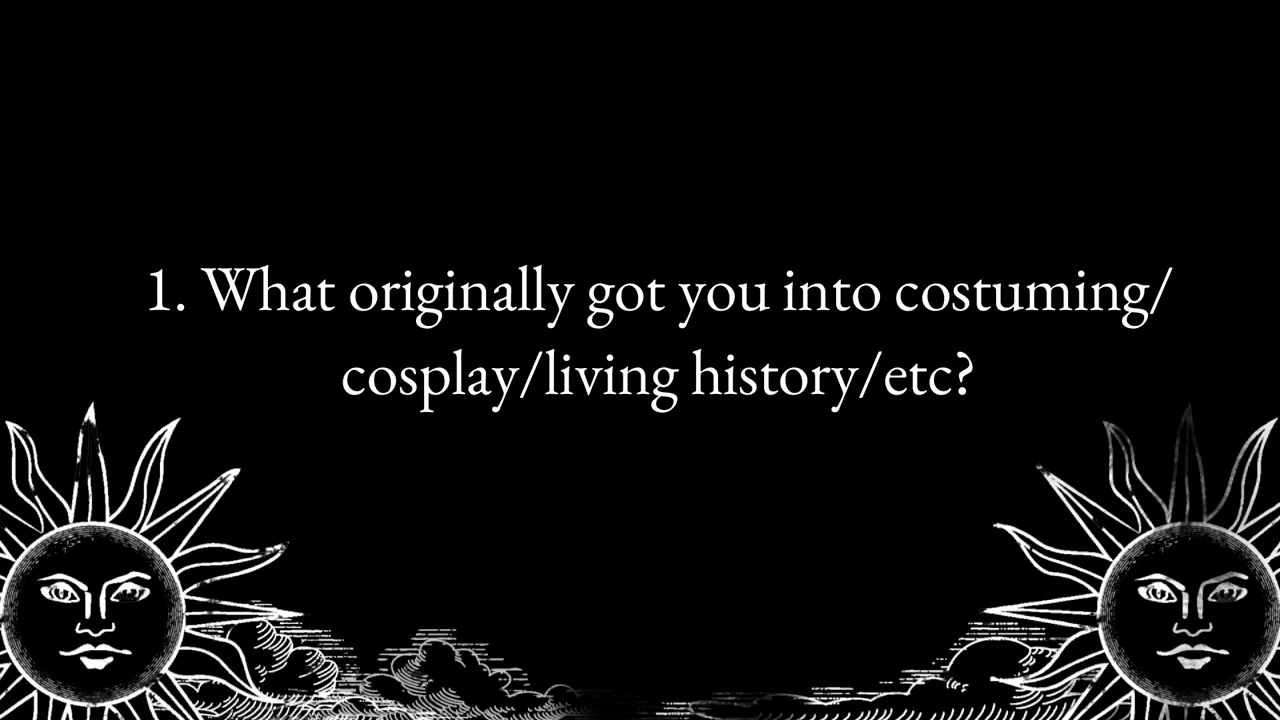 1. What originally got you into costuming/
cosplay/living history/etc?